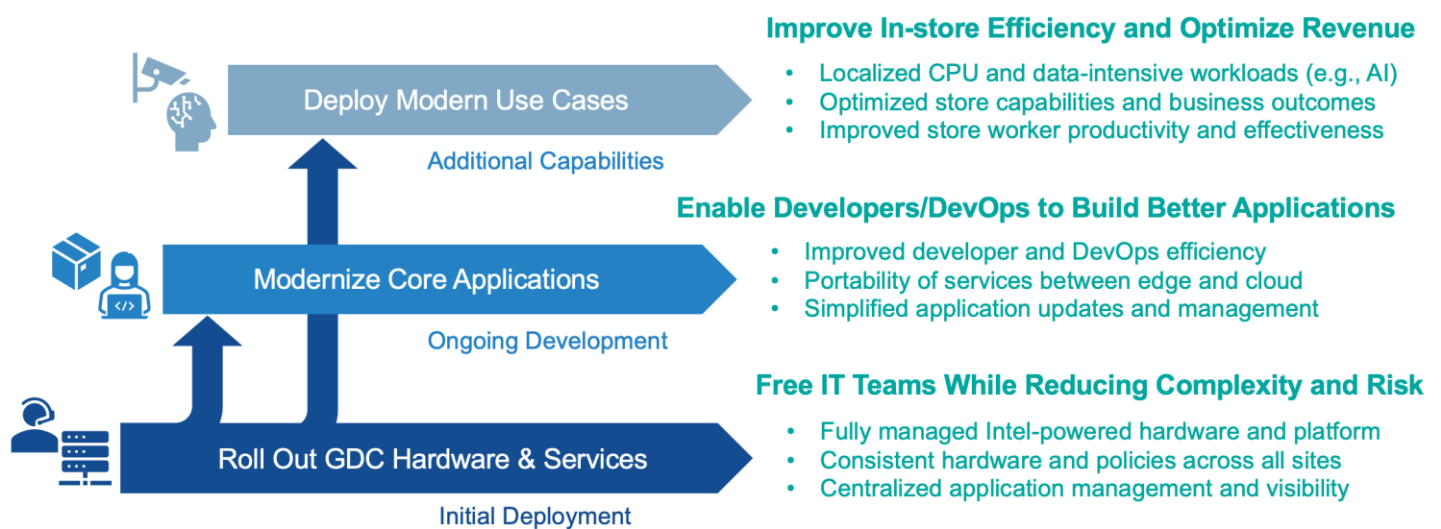 Improve In-store Efficiency and Optimize Revenue
Deploy Modern Use Cases
• Localized CPU and data-intensive workloads (e.g., AI)
• Optimized store capabilities and business outcomes
• Improved store worker productivity and effectiveness
Additional Capabilities
Enable Developers/DevOps to Build Better Applications
Modernize Core Applications
• Improved developer and DevOps efficiency
• Portability of services between edge and cloud
• Simplified application updates and management
Ongoing Development
Free IT Teams While Reducing Complexity and Risk
Roll Out GDC Hardware & Services
• Fully managed Intel-powered hardware and platform
• Consistent hardware and policies across all sites
• Centralized application management and visibility
Initial Deployment